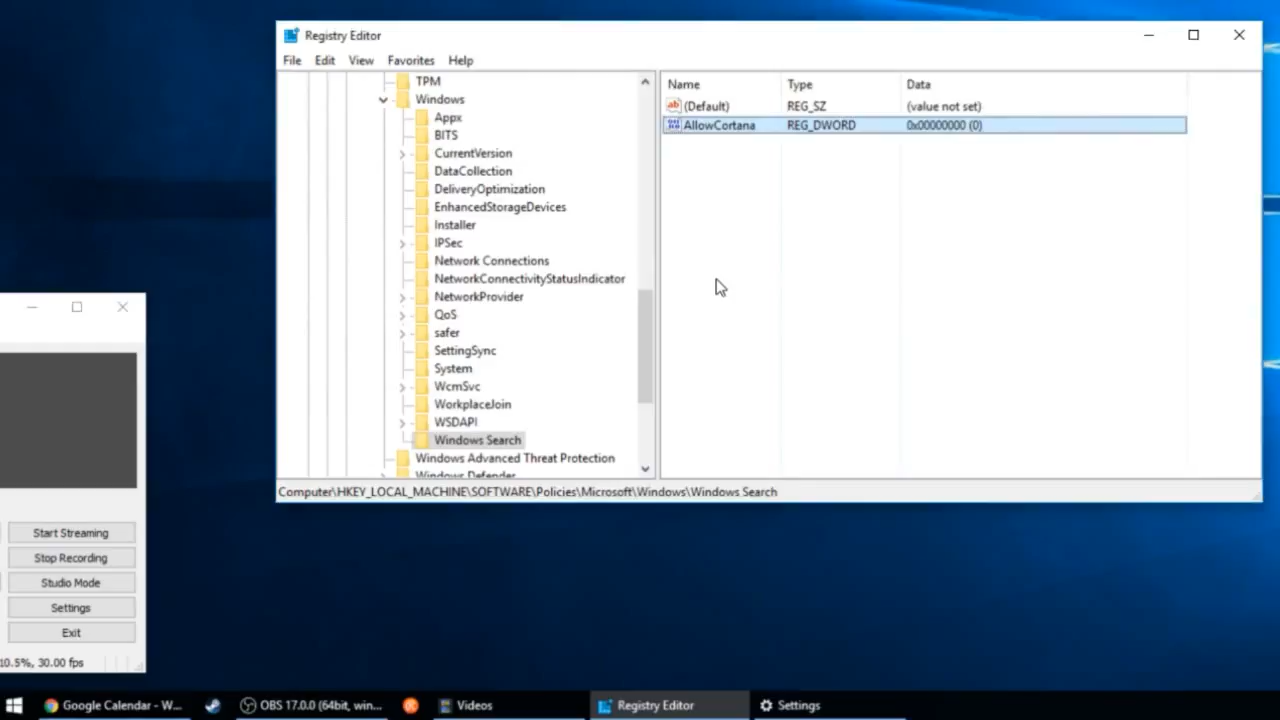 Registry Editor
File Edit View Favorites Help
TPM
Windows
Appx
BITS
CurrentVersion
DataCollection
DeliveryOptimization
EnhancedStorageDevices
Installer
IPSec
Network Connections
NetworkConnectivityStatusIndicator
NetworkProvider
QoS
safer
SettingSync
System
WcmSvc
WorkplaceJoin
WSDAPI
Windows Search
Windows Advanced Threat Protection
Windows Defender
Name Type Data
(Default) REG_SZ (value not set)
AllowCortana REG_DWORD 0x00000000 (0)
Computer\HKEY_LOCAL_MACHINE\SOFTWARE\Policies\Microsoft\Windows\Windows Search
Start Streaming
Stop Recording
Studio Mode
Settings
Exit
10.5%, 30.00 fps
Google Calendar - W... OBS 17.0.0 (64bit, win... Videos Registry Editor Settings